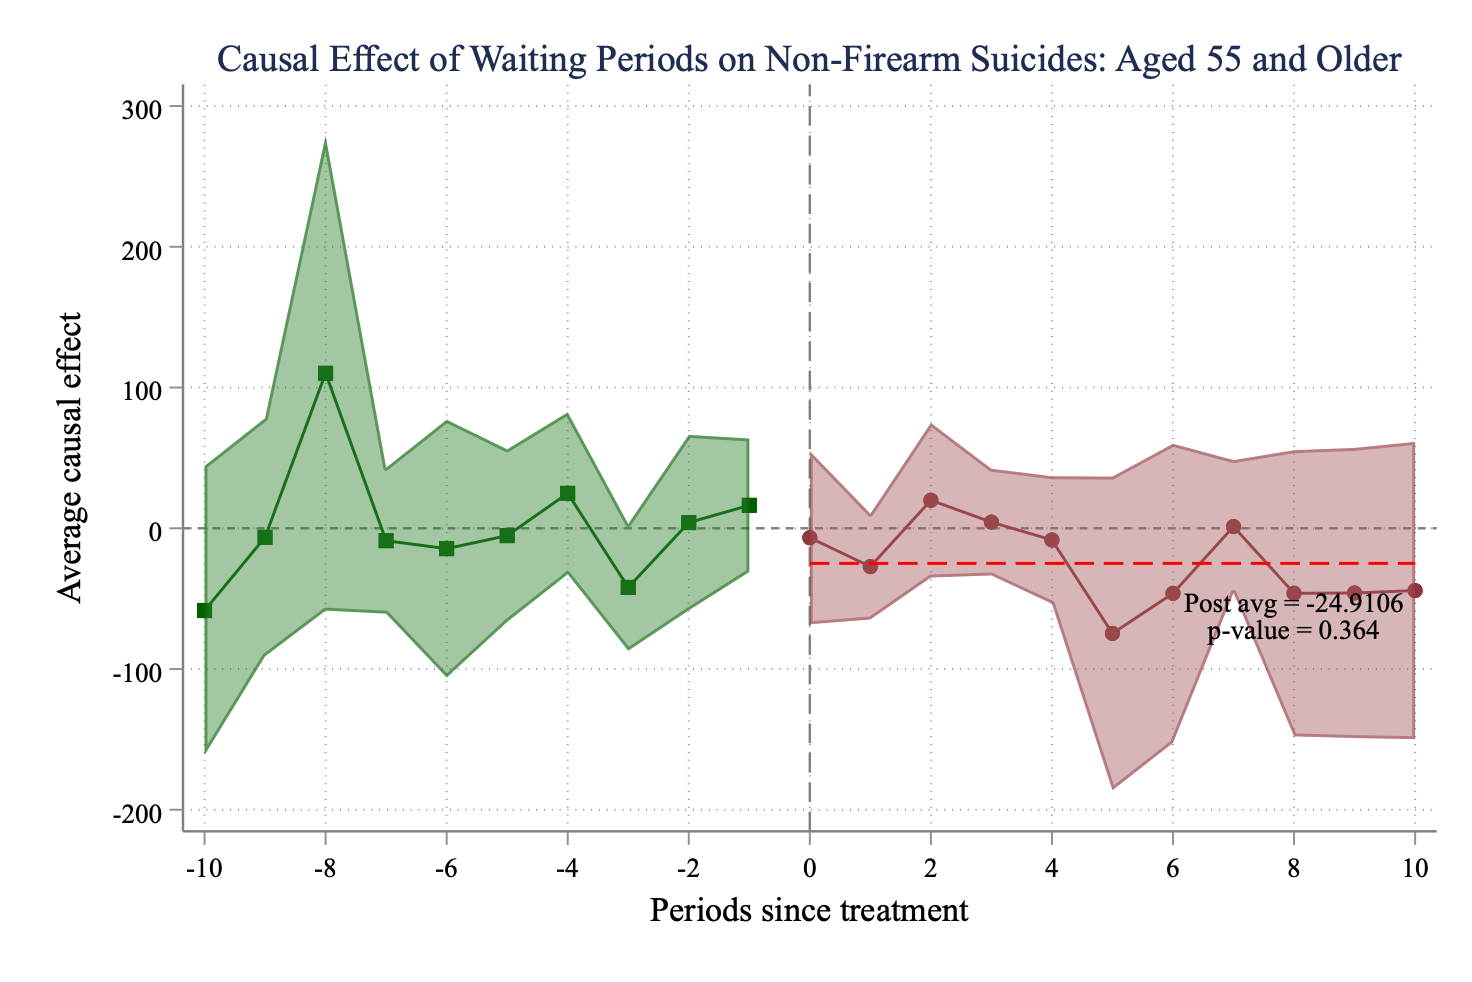 Causal Effect of Waiting Periods on Non-Firearm Suicides: Aged 55 and Older
Average causal effect
300
200
100
0
-100
-200
Post avg = -24.9106
p-value = 0.364
-10 -8 -6 -4 -2 0 2 4 6 8 10
Periods since treatment